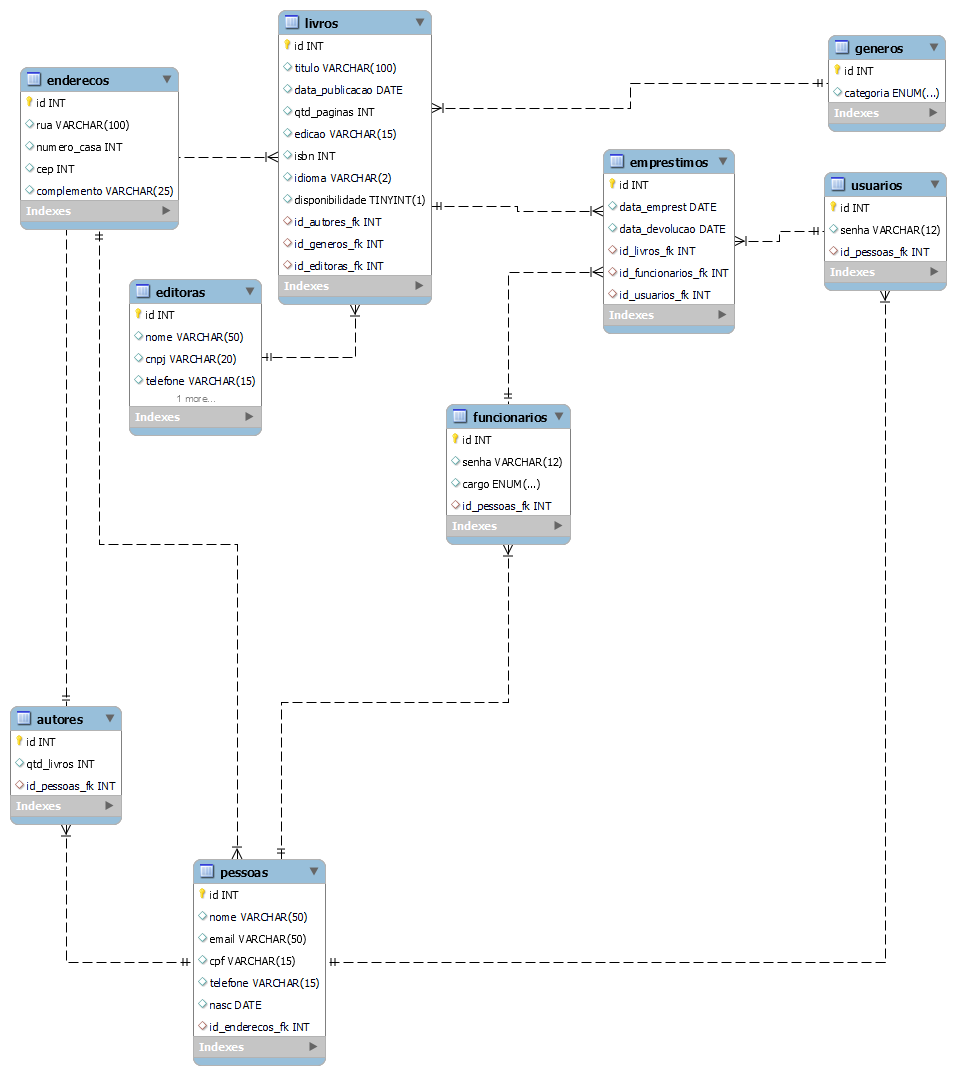 livros
id INT
titulo VARCHAR(100)
data_publicacao DATE
qtd_paginas INT
edicao VARCHAR(15)
isbn INT
idioma VARCHAR(2)
disponibilidade TINYINT(1)
id_autores_fk INT
id_generos_fk INT
id_editoras_fk INT
Indexes
generos
id INT
categoria ENUM(...)
Indexes
enderecos
id INT
rua VARCHAR(100)
numero_casa INT
cep INT
complemento VARCHAR(25)
Indexes
emprestimos
id INT
data_emprest DATE
data_devolucao DATE
id_livros_fk INT
id_funcionarios_fk INT
id_usuarios_fk INT
Indexes
usuarios
id INT
senha VARCHAR(12)
id_pessoas_fk INT
Indexes
editoras
id INT
nome VARCHAR(50)
cnpj VARCHAR(20)
telefone VARCHAR(15)
1 more...
Indexes
funcionarios
id INT
senha VARCHAR(12)
cargo ENUM(...)
id_pessoas_fk INT
Indexes
autores
id INT
qtd_livros INT
id_pessoas_fk INT
Indexes
pessoas
id INT
nome VARCHAR(50)
email VARCHAR(50)
cpf VARCHAR(15)
telefone VARCHAR(15)
nasc DATE
id_enderecos_fk INT
Indexes